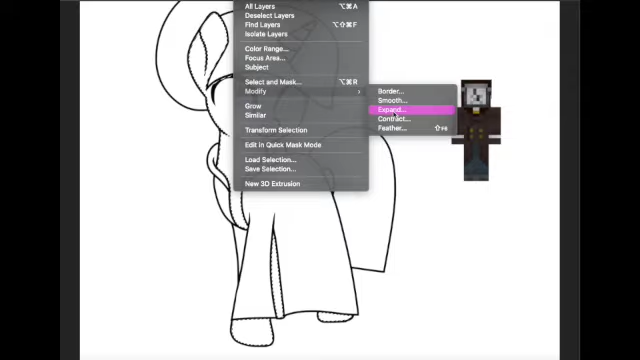 All Layers ⌥⌘A
Deselect Layers
Find Layers ⌥⇧⌘F
Isolate Layers
Color Range...
Focus Area...
Subject
Select and Mask... ⌥⌘R
Modify ›
Grow
Similar
Transform Selection
Edit in Quick Mask Mode
Load Selection...
Save Selection...
New 3D Extrusion
Border...
Smooth...
Expand...
Contract...
Feather... ⇧F6